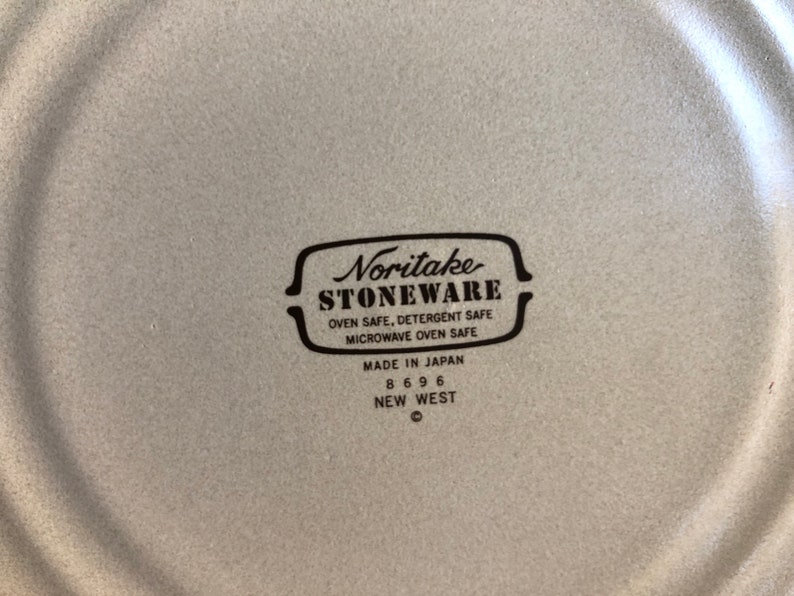 Noritake
STONEWARE
OVEN SAFE, DETERGENT SAFE
MICROWAVE OVEN SAFE
MADE IN JAPAN
8696
NEW WEST
©